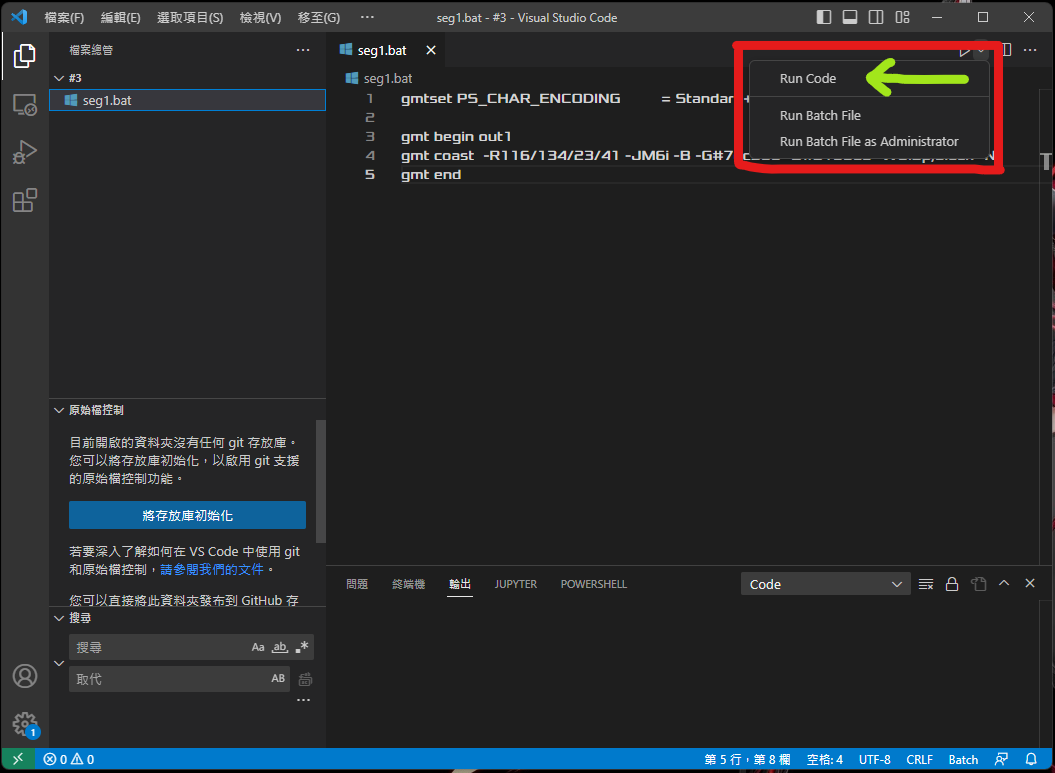 檔案(F) 編輯(E) 選取項目(S) 檢視(V) 移至(G) ··· seg1.bat - #3 - Visual Studio Code
檔案總管 ···
#3
seg1.bat
原始檔控制
目前開啟的資料夾沒有任何 git 存放庫。
您可以將存放庫初始化，以啟用 git 支援
的原始檔控制功能。
將存放庫初始化
若要深入了解如何在 VS Code 中使用 git
和原始檔控制，請參閱我們的文件。
您可以直接將此資料夾發布到 GitHub 存
搜尋
搜尋 Aa ab .*
取代 AB
···
1
seg1.bat
seg1.bat
1 gmtset PS_CHAR_ENCODING = Standard+
2
3 gmt begin out1
4 gmt coast -R116/134/23/41 -JM6i -B
5 gmt end
Run Code
Run Batch File
Run Batch File as Administrator
問題 終端機 輸出 JUPYTER POWERSHELL Code
0 0 第 5 行，第 8 欄 空格: 4 UTF-8 CRLF Batch